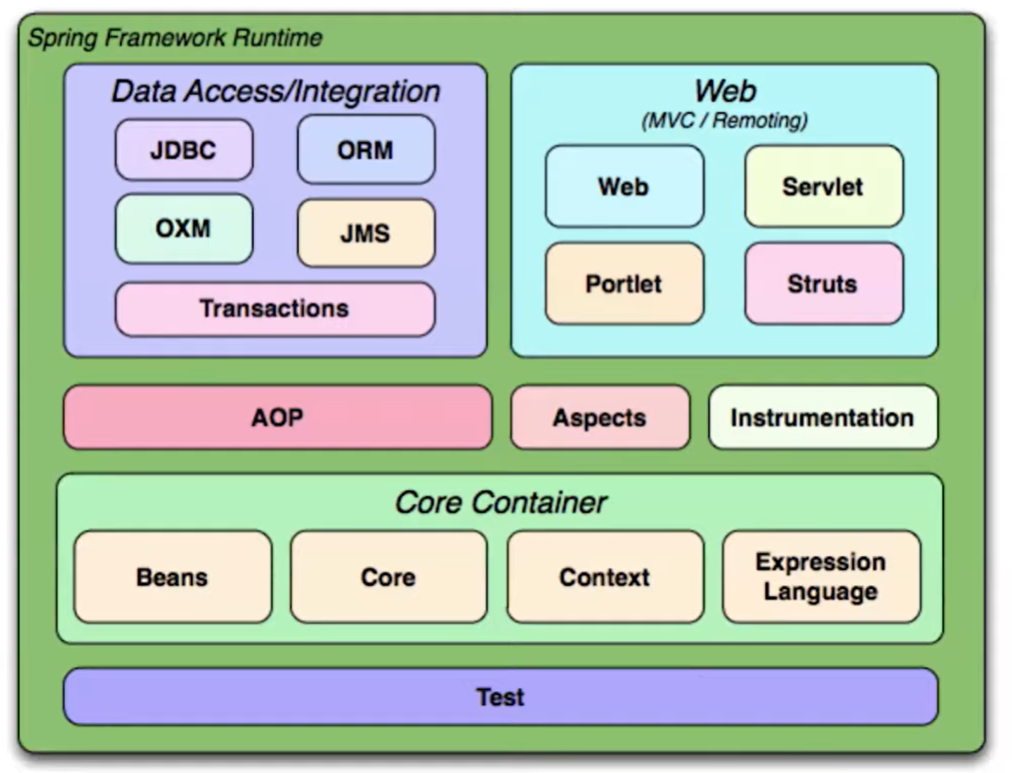 Spring Framework Runtime
Data Access/Integration
JDBC
ORM
OXM
JMS
Transactions
Web
(MVC / Remoting)
Web
Servlet
Portlet
Struts
AOP
Aspects
Instrumentation
Core Container
Beans
Core
Context
Expression
Language
Test